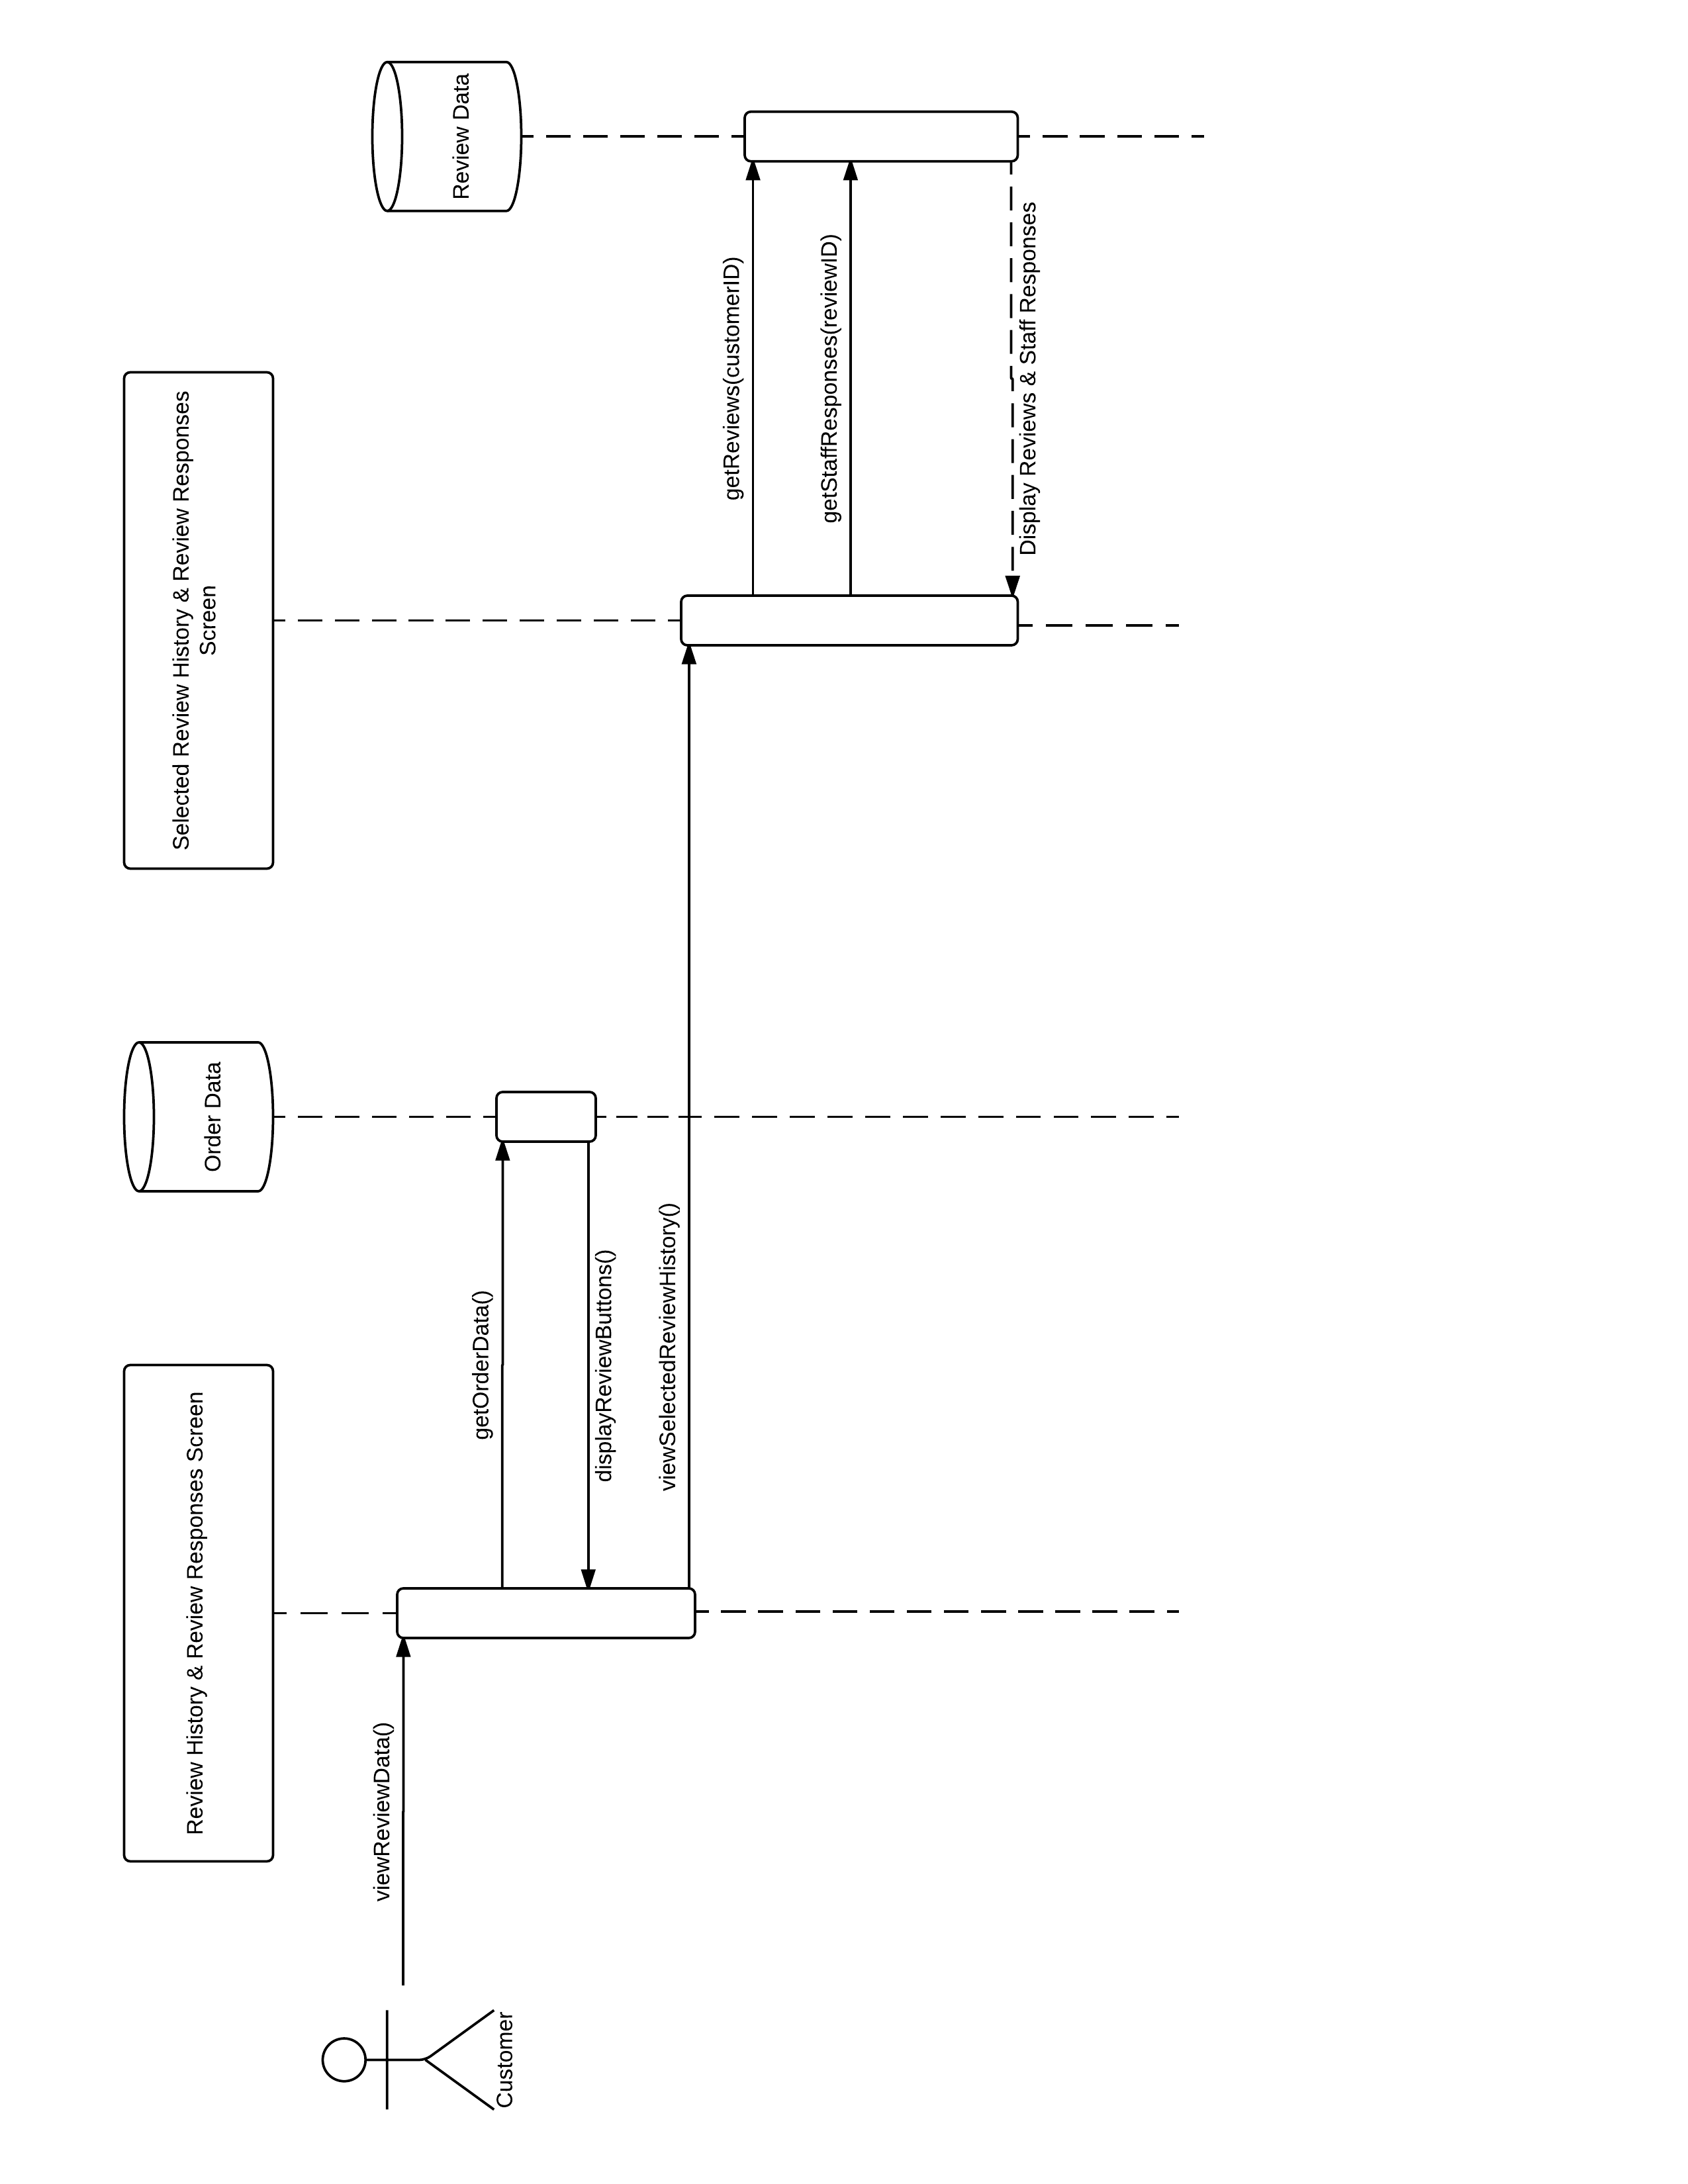 Review History & Review Responses Screen
Order Data
Selected Review History & Review Responses
Screen
Review Data
Customer
viewReviewData()
getOrderData()
displayReviewButtons()
viewSelectedReviewHistory()
getReviews(customerID)
getStaffResponses(reviewID)
Display Reviews & Staff Responses